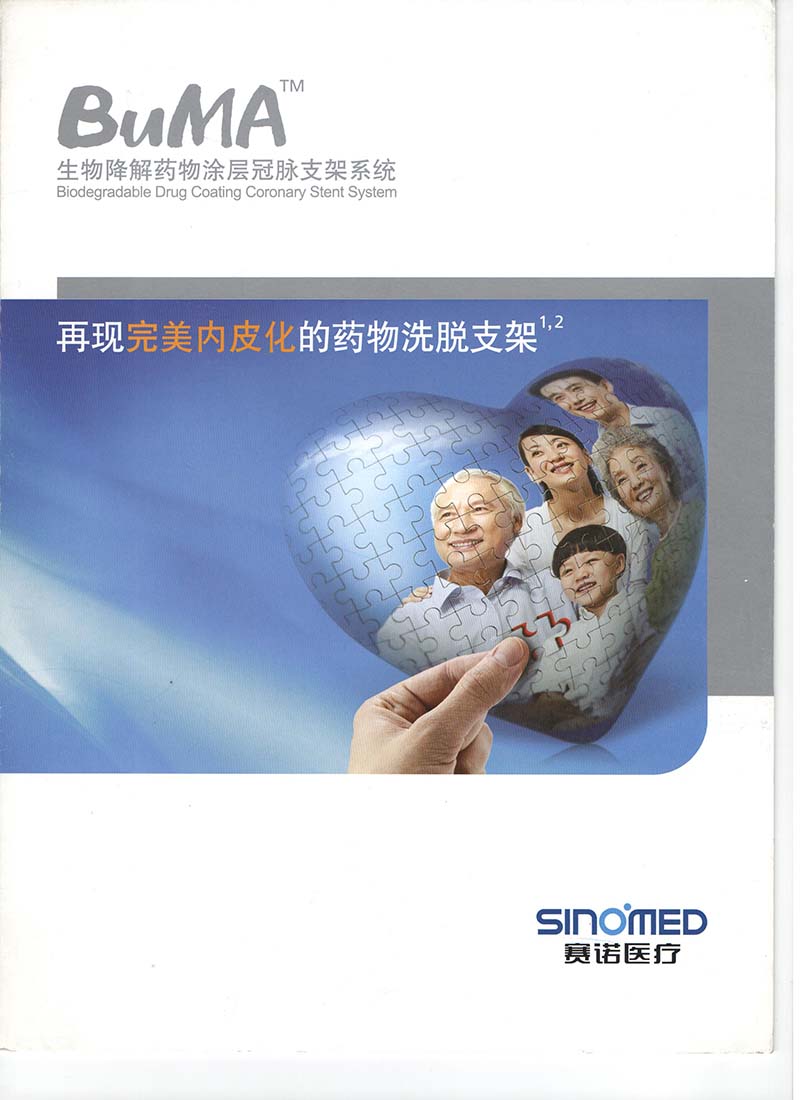 BuMA™
生物降解药物涂层冠脉支架系统
Biodegradable Drug Coating Coronary Stent System
再现完美内皮化的药物洗脱支架1,2
SINOMED
赛诺医疗